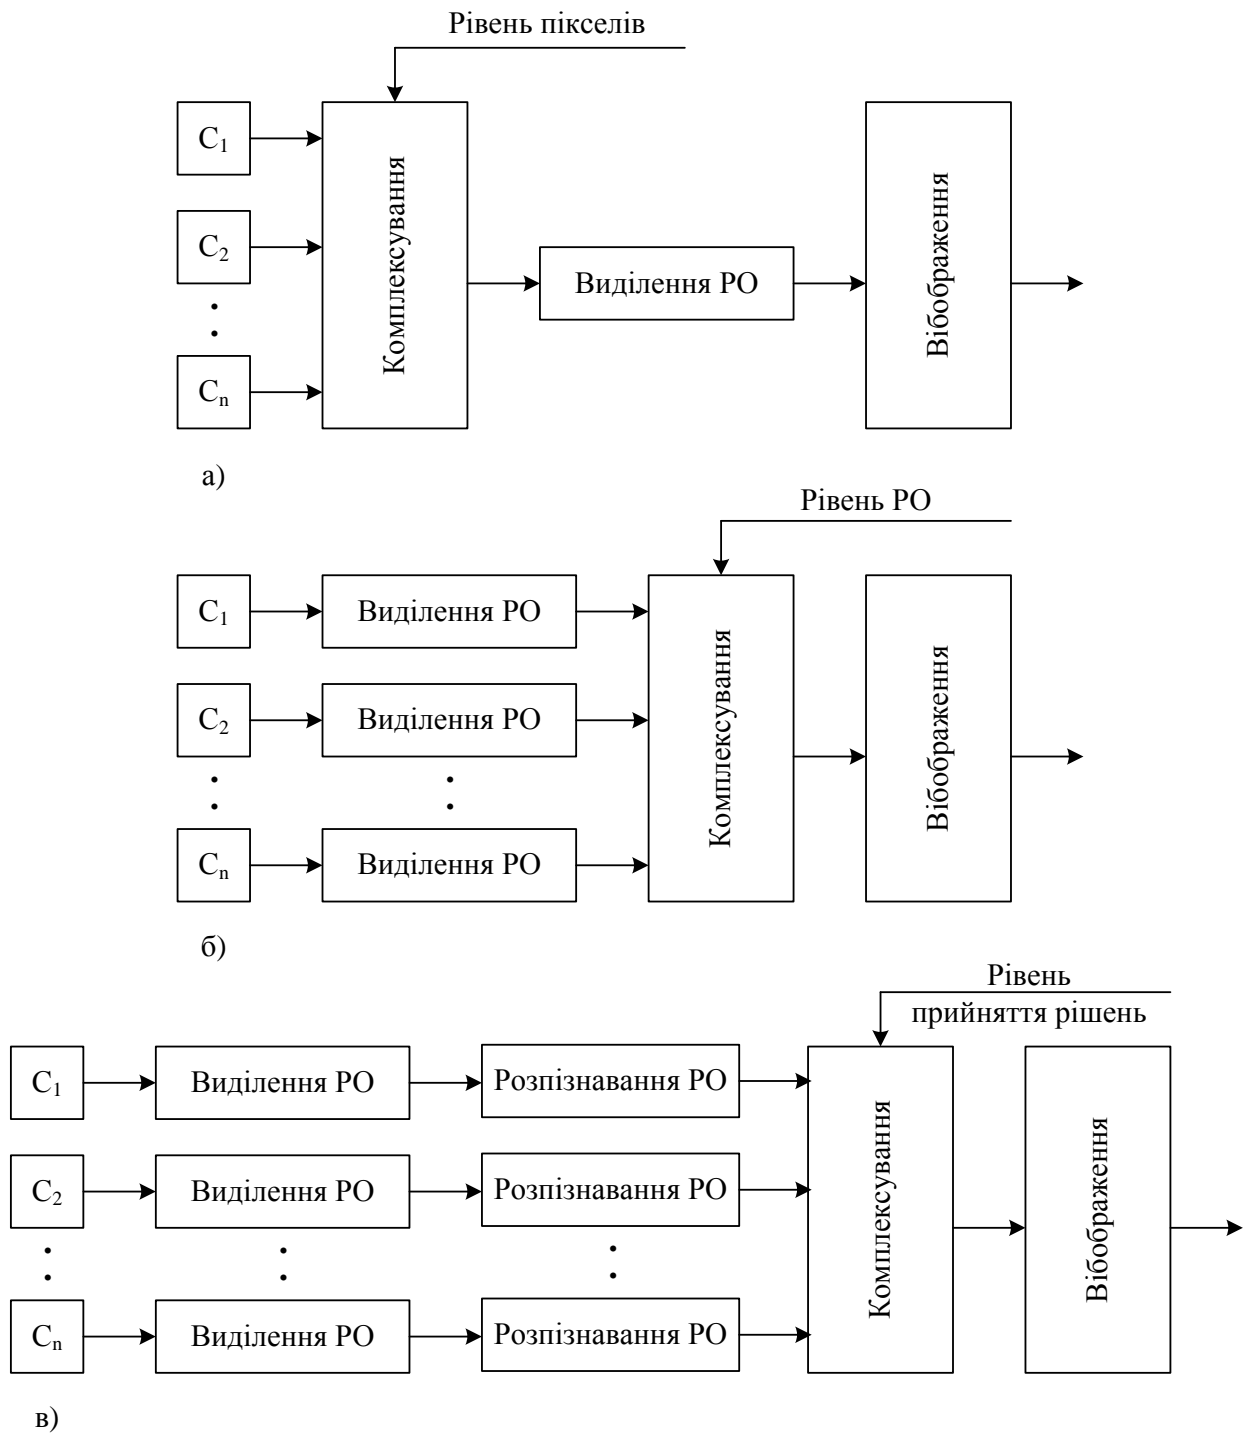 Рівень пікселів
C1
C2
Cn
Комплексування
Виділення РО
Вібображення
а)
Рівень РО
C1
Виділення РО
C2
Виділення РО
Cn
Виділення РО
Комплексування
Вібображення
б)
Рівень
прийняття рішень
C1
Виділення РО
Розпізнавання РО
C2
Виділення РО
Розпізнавання РО
Cn
Виділення РО
Розпізнавання РО
Комплексування
Вібображення
в)